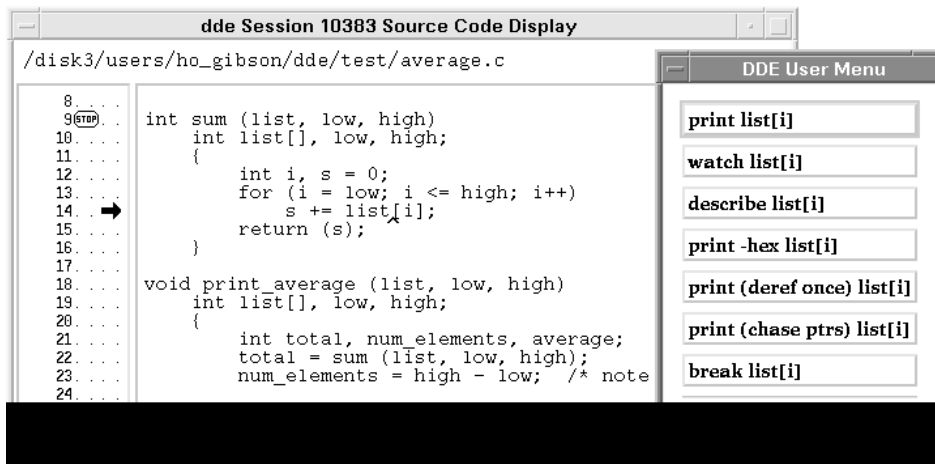 dde Session 10383 Source Code Display
/disk3/users/ho_gibson/dde/test/average.c
8. . . .
9 STOP . . int sum (list, low, high)
10. . . . int list[], low, high;
11. . . . {
12. . . . int i, s = 0;
13. . . . for (i = low; i <= high; i++)
14. . s += list[i];
15. . . . return (s);
16. . . . }
17. . . .
18. . . . void print_average (list, low, high)
19. . . . int list[], low, high;
20. . . . {
21. . . . int total, num_elements, average;
22. . . . total = sum (list, low, high);
23. . . . num_elements = high - low; /* note
24. . . .
DDE User Menu
print list[i]
watch list[i]
describe list[i]
print -hex list[i]
print (deref once) list[i]
print (chase ptrs) list[i]
break list[i]